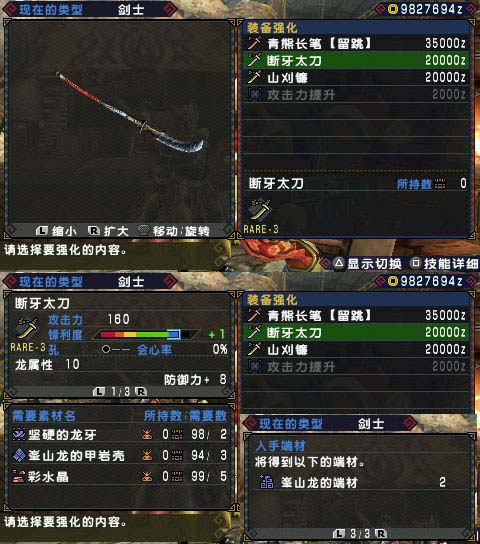 现在的类型 剑士
9827694z
装备强化
青熊长笔【留跳】 35000z
断牙太刀 20000z
山刈镰 20000z
攻击力提升 2000z
断牙太刀 所持数 0
RARE-3
L 缩小 R 扩大 移动/旋转
请选择要强化的内容。
△显示切换 □技能详细
现在的类型 剑士
9827694z
断牙太刀
攻击力 160
锋利度 +1
RARE-3 孔 ○-- 会心率 0%
龙属性 10
防御力+ 8
L 1/3 R
装备强化
青熊长笔【留跳】 35000z
断牙太刀 20000z
山刈镰 20000z
攻击力提升 2000z
需要素材名 所持数/需要数
坚硬的龙牙 0 98/ 2
峯山龙的甲岩壳 0 94/ 3
彩水晶 0 99/ 5
请选择要强化的内容。
现在的类型 剑士
入手端材
将得到以下的端材。
峯山龙的端材 2
L 3/3 R